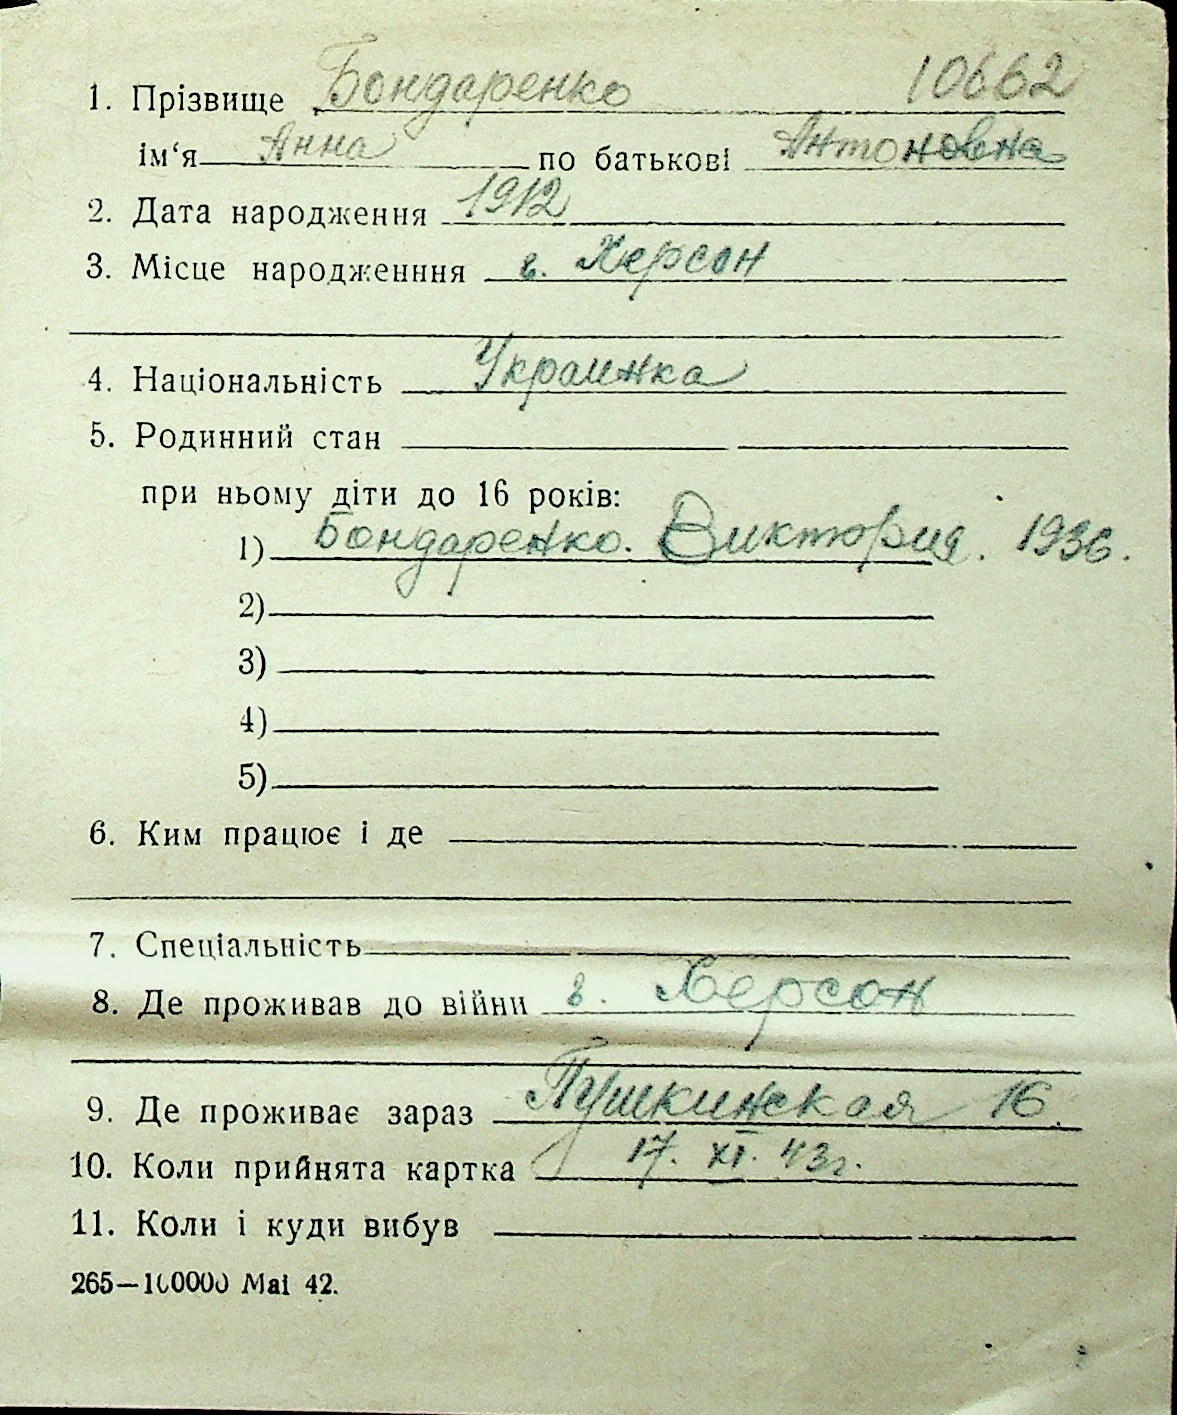 1. Прізвище Бондаренко 10662
ім'я Анна по батькові Антоновна
2. Дата народження 1912
3. Місце народженння г. Херсон
4. Національність Украинка
5. Родинний стан
при ньому діти до 16 років:
1) Бондаренко. Виктория. 1936.
2)
3)
4)
5)
6. Ким працює і де
7. Спеціальність
8. Де проживав до війни г. Херсон
9. Де проживає зараз Пушкинская 16.
10. Коли прийнята картка 17. XI. 43г.
11. Коли і куди вибув
265—100000 Mai 42.